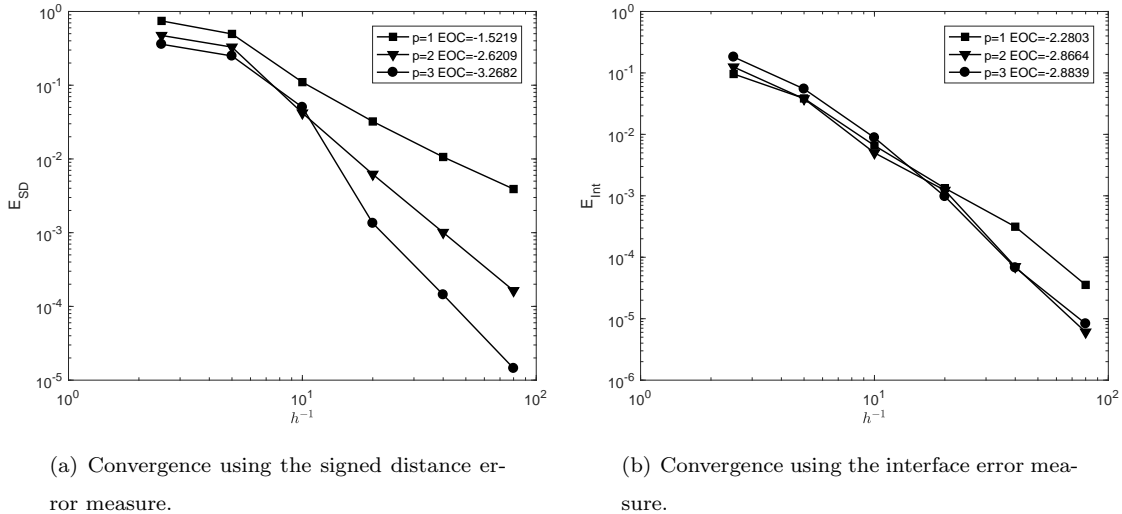 10^0
10^-1
10^-2
10^-3
10^-4
10^-5
E_SD
10^0
10^1
10^2
h^-1
p=1 EOC=-1.5219
p=2 EOC=-2.6209
p=3 EOC=-3.2682
(a) Convergence using the signed distance er-
ror measure.
10^0
10^-1
10^-2
10^-3
10^-4
10^-5
10^-6
E_Int
10^0
10^1
10^2
h^-1
p=1 EOC=-2.2803
p=2 EOC=-2.8664
p=3 EOC=-2.8839
(b) Convergence using the interface error mea-
sure.